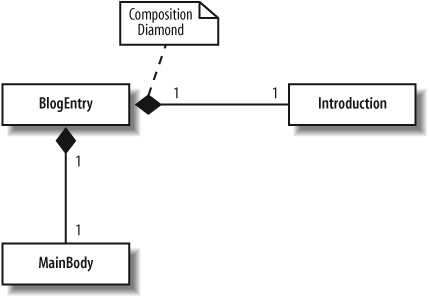 Composition
Diamond
BlogEntry
1
1
Introduction
1
1
MainBody